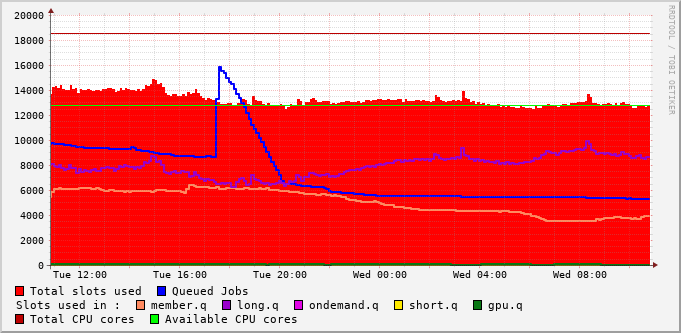 20000
18000
16000
14000
12000
10000
8000
6000
4000
2000
0
Tue 12:00 Tue 16:00 Tue 20:00 Wed 00:00 Wed 04:00 Wed 08:00
Total slots used Queued Jobs
Slots used in : member.q long.q ondemand.q short.q gpu.q
Total CPU cores Available CPU cores
RRDTOOL / TOBI OETIKER